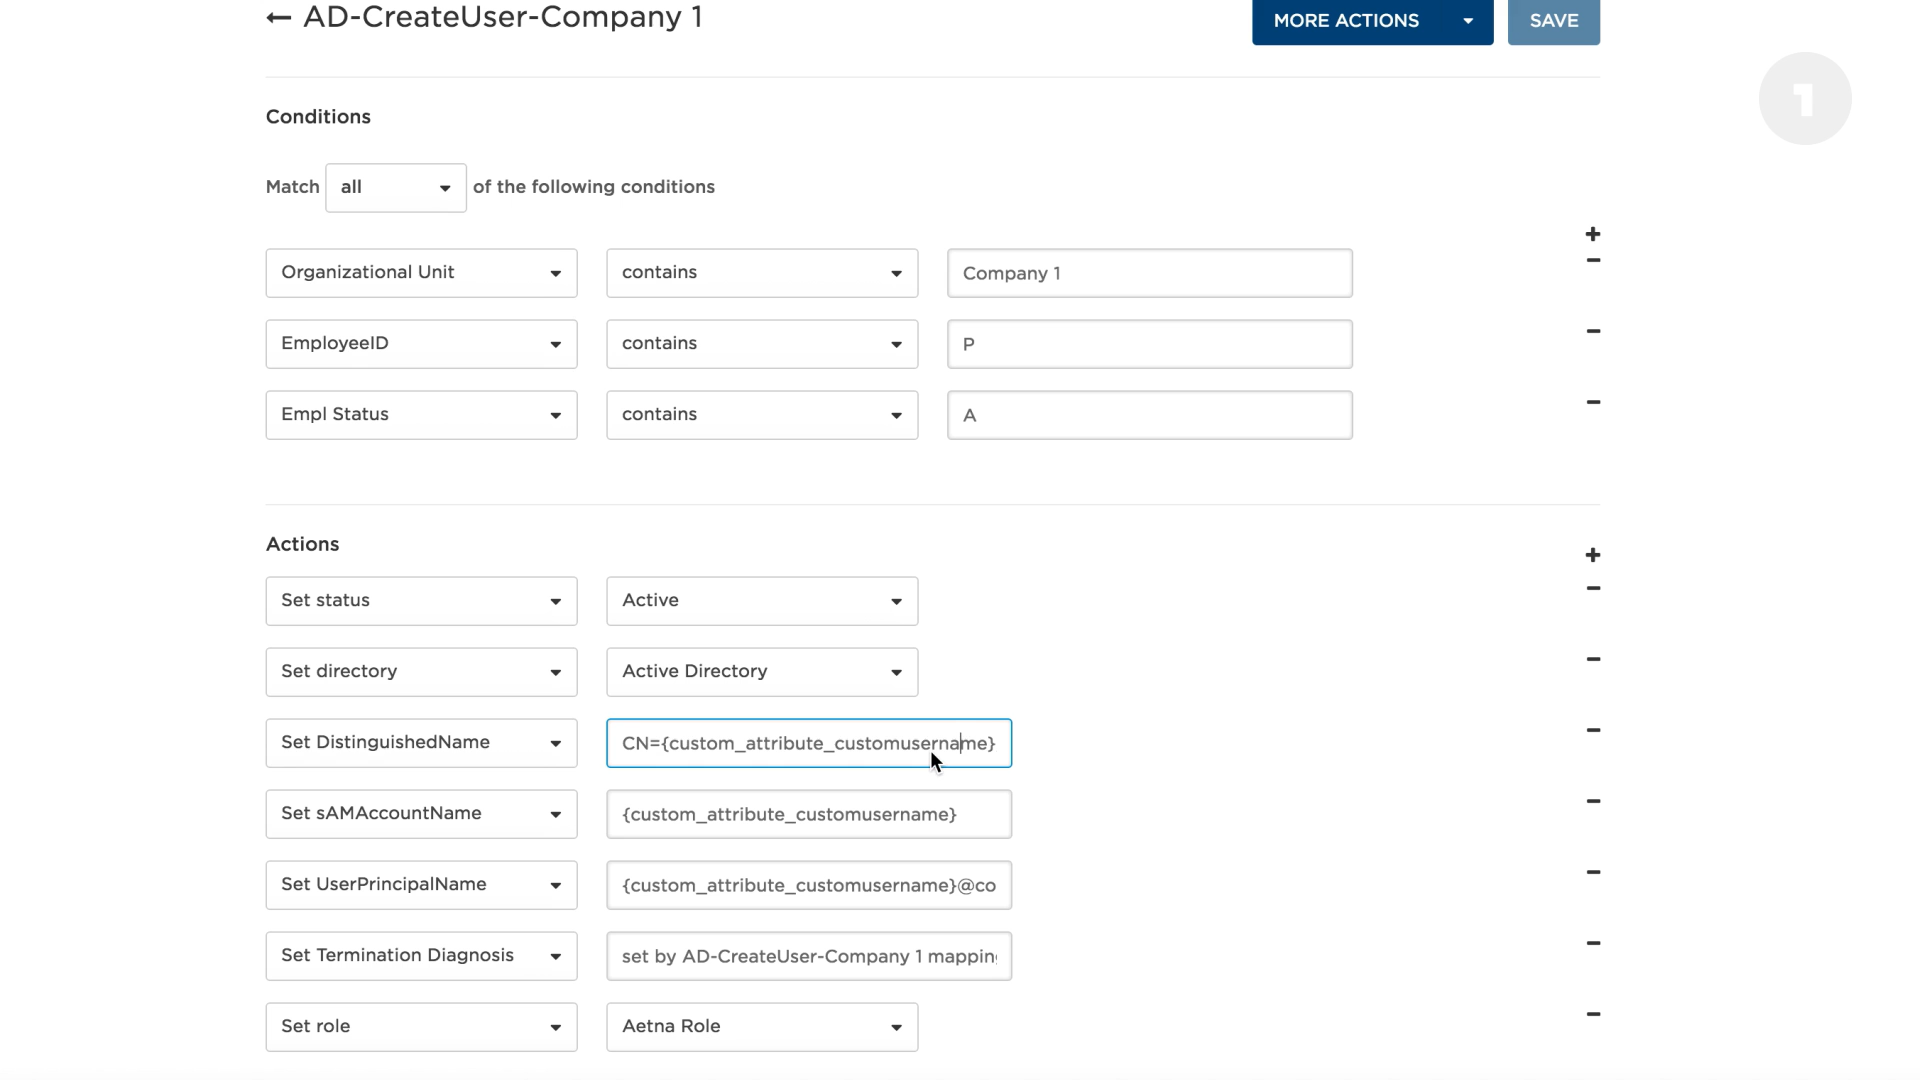 AD-CreateUser-Company 1
MORE ACTIONS
SAVE
1
Conditions
Match all of the following conditions
Organizational Unit contains Company 1
EmployeeID contains P
Empl Status contains A
Actions
Set status Active
Set directory Active Directory
Set DistinguishedName CN={custom_attribute_customusername}
Set sAMAccountName {custom_attribute_customusername}
Set UserPrincipalName {custom_attribute_customusername}@co
Set Termination Diagnosis set by AD-CreateUser-Company 1 mappin
Set role Aetna Role